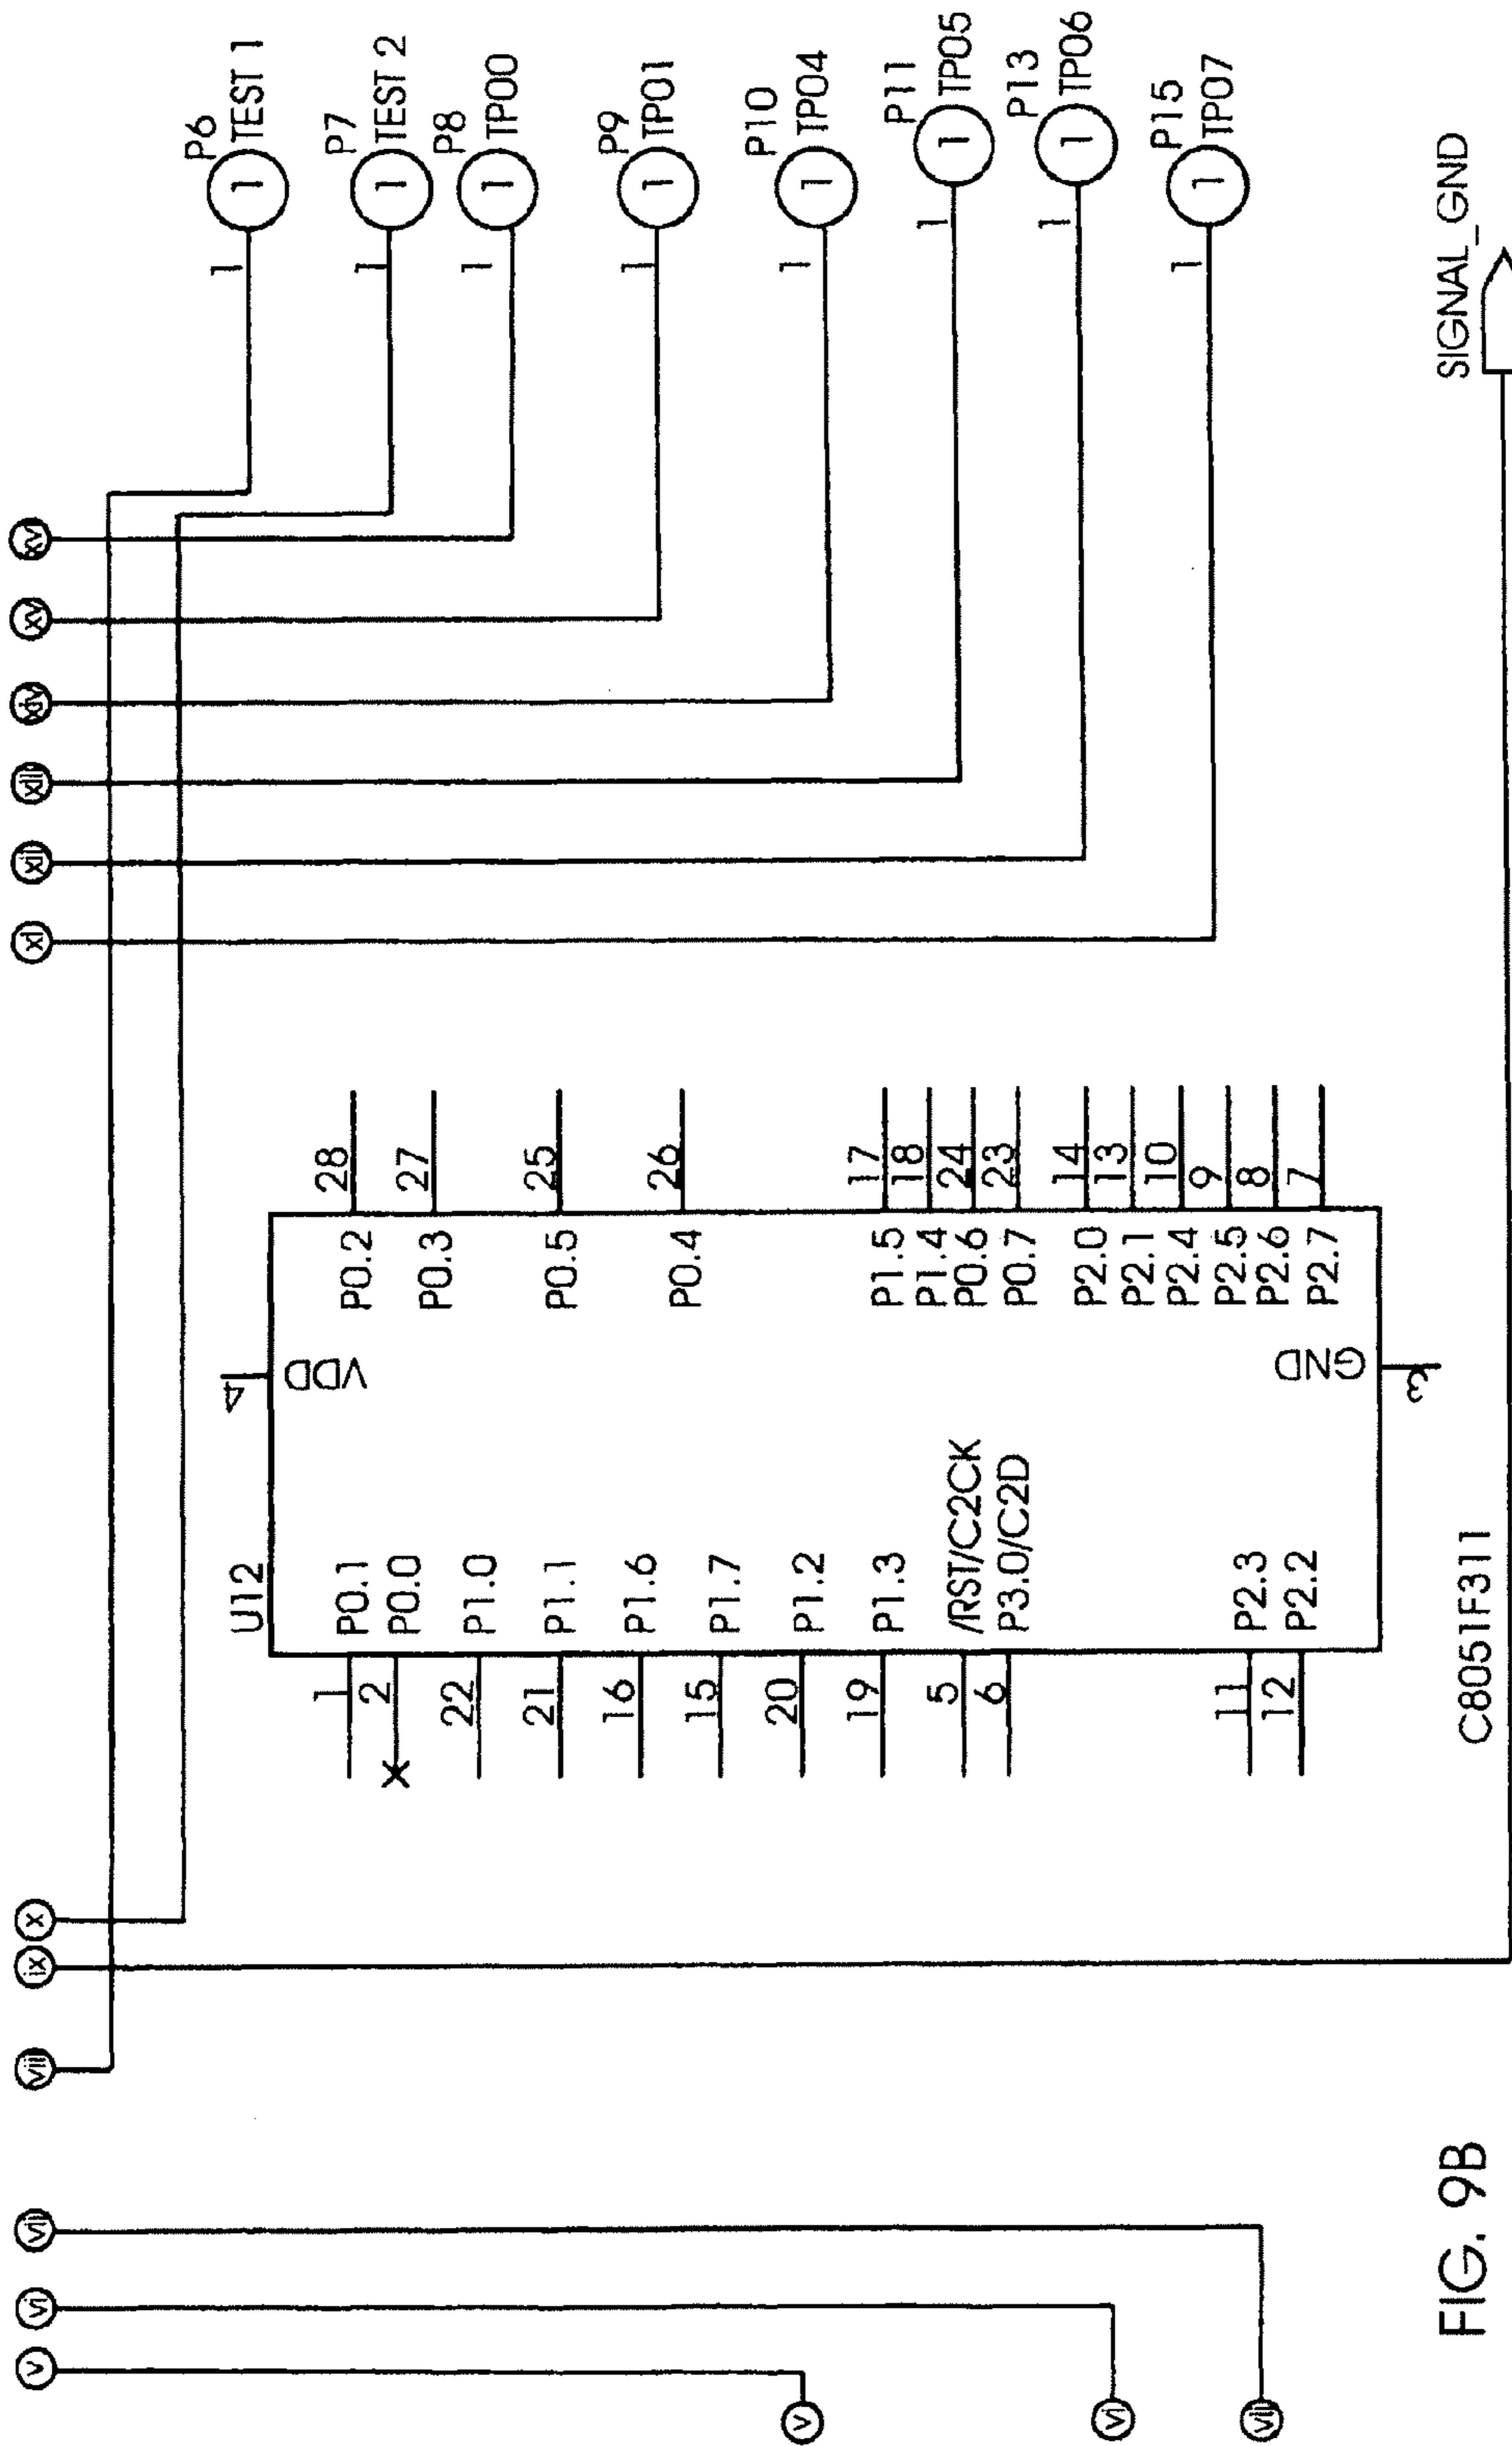 v
vi
vii
viii
ix
x
xi
xii
xiii
xiv
xv
xvi
v
vi
vii
P6
1
1
TEST 1
P7
1
1
TEST 2
P8
1
1
TP00
P9
1
1
TP01
P10
1
1
TP04
P11
1
1
TP05
P13
1
1
TP06
P15
1
1
TP07
SIGNAL_GND
U12
4
VDD
1 P0.1
2 P0.0
22 P1.0
21 P1.1
16 P1.6
15 P1.7
20 P1.2
19 P1.3
5 /RST/C2CK
6 P3.0/C2D
11 P2.3
12 P2.2
P0.2 28
P0.3 27
P0.5 25
P0.4 26
P1.5 17
P1.4 18
P0.6 24
P0.7 23
P2.0 14
P2.1 13
P2.4 10
P2.5 9
P2.6 8
P2.7 7
GND
3
C8051F311
FIG. 9B